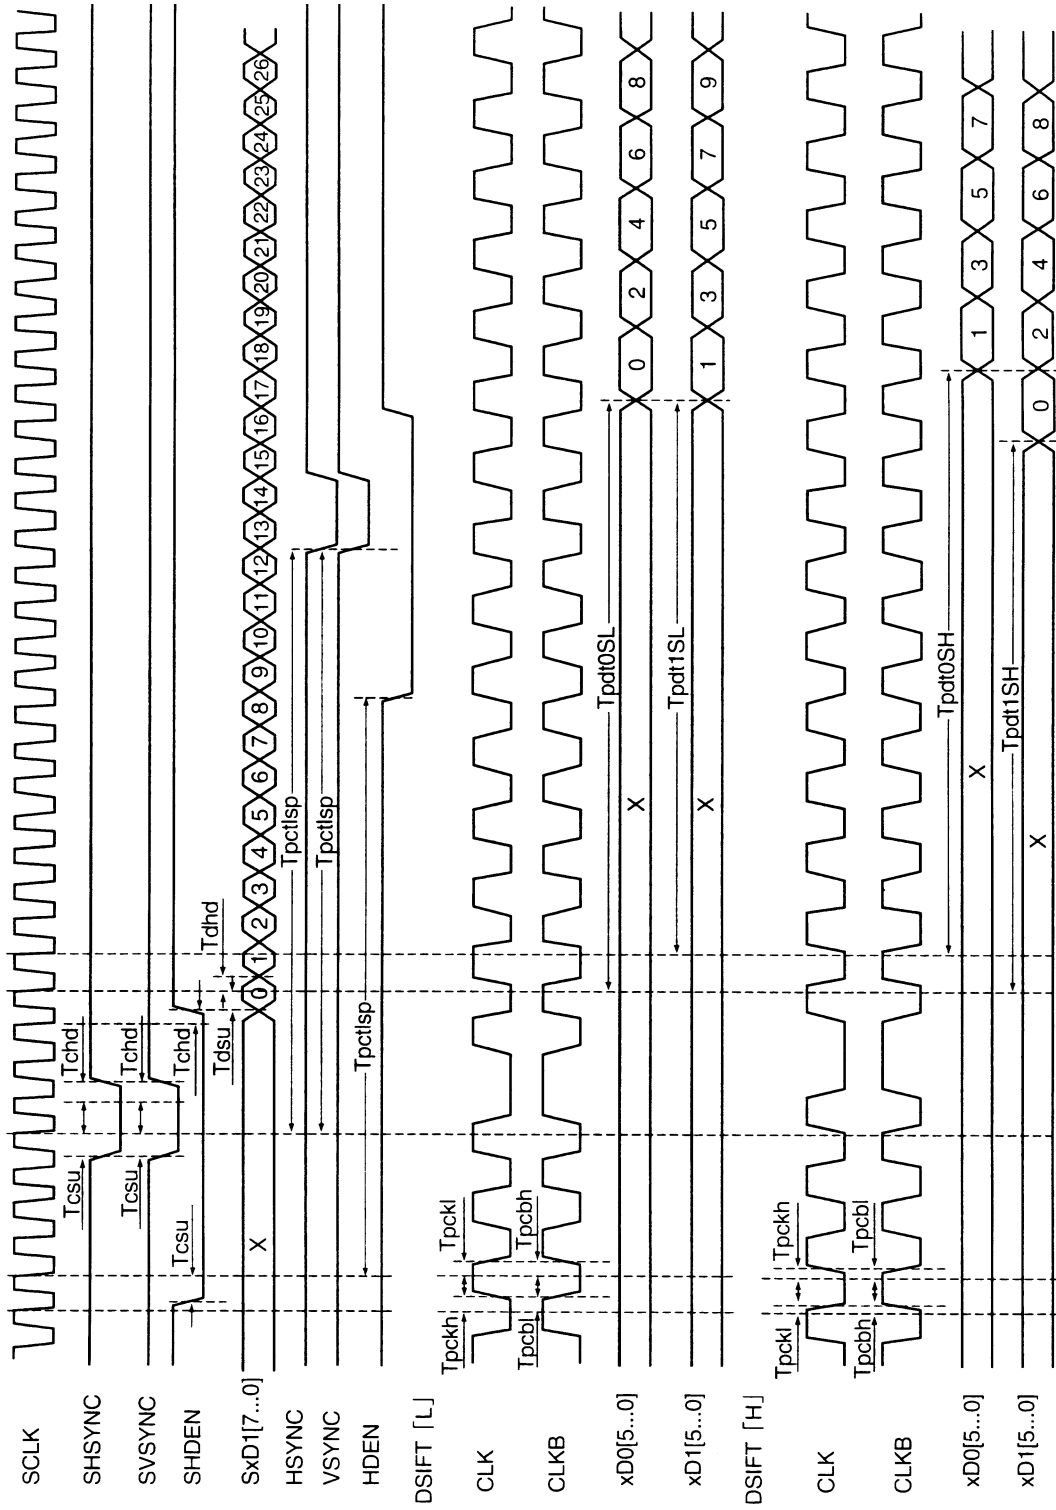 SCLK
Tchd
SHSYNC
Tcsu
Tchd
SVSYNC
Tcsu
Tchd
SHDEN
Tcsu
Tdsu
Tdhd
SxD1[7...0]
X 0 1 2 3 4 5 6 7 8 9 10 11 12 13 14 15 16 17 18 19 20 21 22 23 24 25 26
HSYNC
Tpctlsp
VSYNC
Tpctlsp
HDEN
Tpctlsp
DSIFT「L」
Tpckh
Tpckl
CLK
Tpcbl
Tpcbh
CLKB
Tpdt0SL
xD0[5...0]
X 0 2 4 6 8
Tpdt1SL
xD1[5...0]
X 1 3 5 7 9
DSIFT「H」
Tpckl
Tpckh
CLK
Tpcbh
Tpcbl
CLKB
Tpdt0SH
xD0[5...0]
X 1 3 5 7
Tpdt1SH
xD1[5...0]
X 0 2 4 6 8